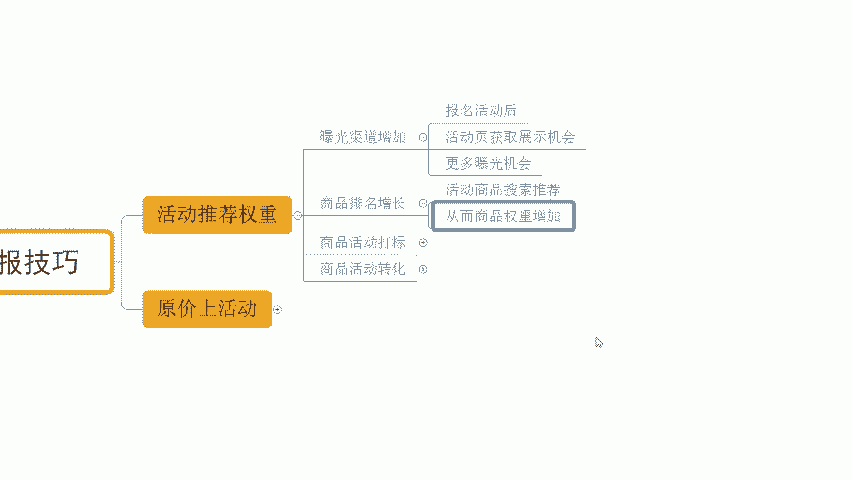 报技巧
活动推荐权重
曝光渠道增加
报名活动后
活动页获取展示机会
更多曝光机会
商品排名增长
活动商品搜索推荐
从而商品权重增加
商品活动打标
商品活动转化
原价上活动